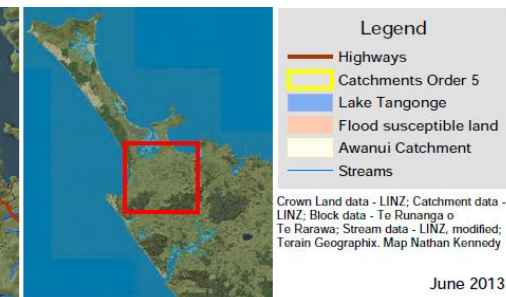 Legend
Highways
Catchments Order 5
Lake Tangonge
Flood susceptible land
Awanui Catchment
Streams
Crown Land data - LINZ; Catchment data -
LINZ; Block data - Te Runanga o
Te Rarawa; Stream data - LINZ, modified;
Terain Geographix. Map Nathan Kennedy
June 2013